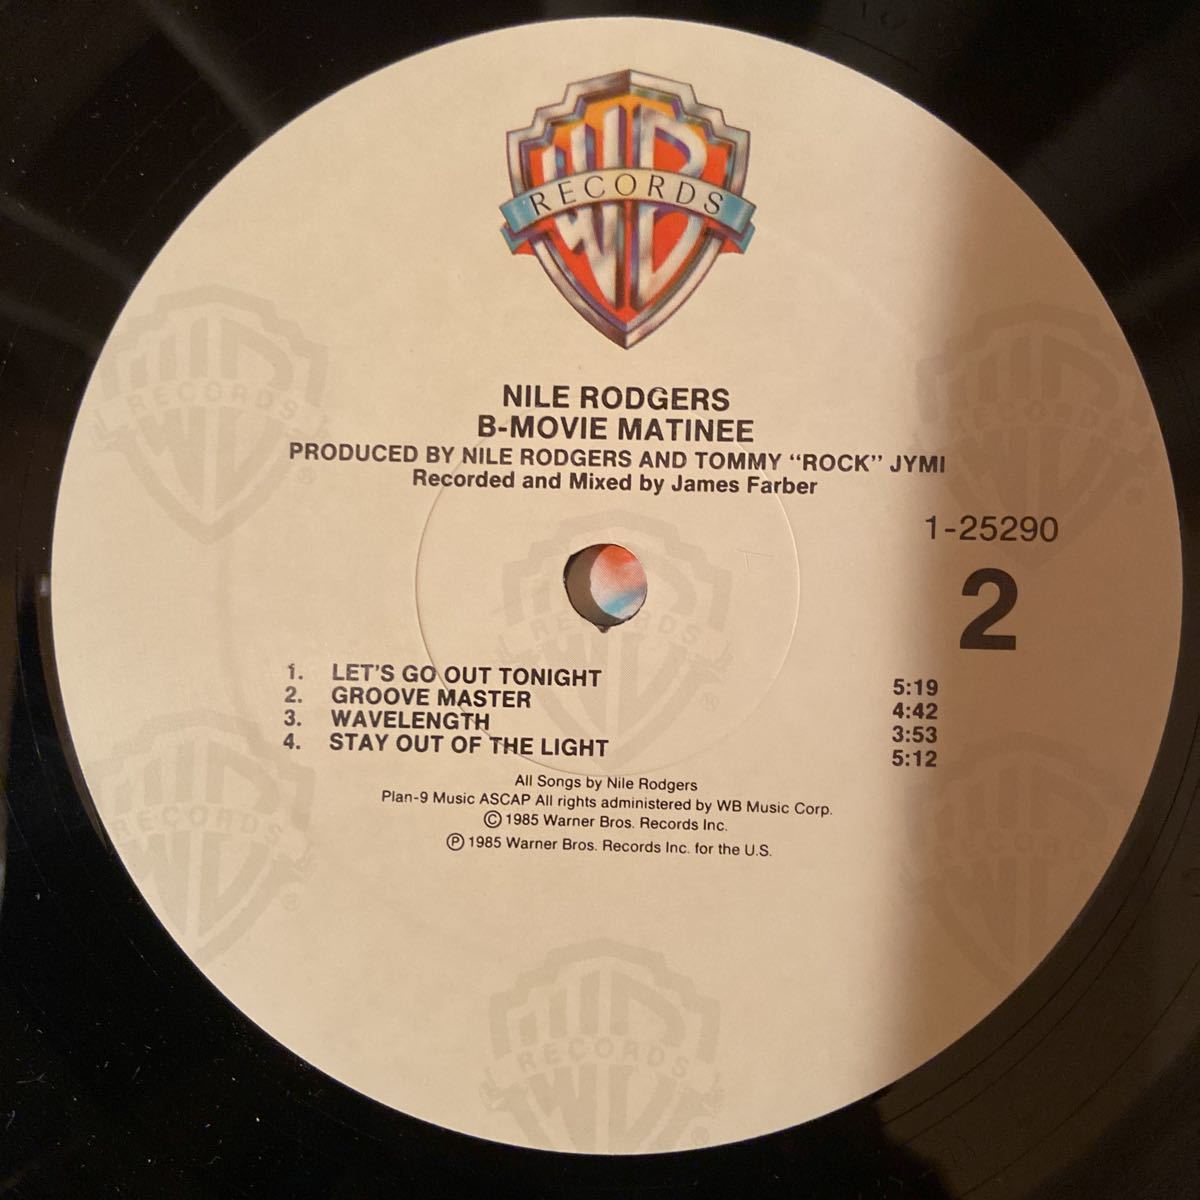 WB
RECORDS
NILE RODGERS
B-MOVIE MATINEE
PRODUCED BY NILE RODGERS AND TOMMY “ROCK” JYMI
Recorded and Mixed by James Farber
1-25290
2
1. LET'S GO OUT TONIGHT 5:19
2. GROOVE MASTER 4:42
3. WAVELENGTH 3:53
4. STAY OUT OF THE LIGHT 5:12
All Songs by Nile Rodgers
Plan-9 Music ASCAP All rights administered by WB Music Corp.
© 1985 Warner Bros. Records Inc.
℗ 1985 Warner Bros. Records Inc. for the U.S.